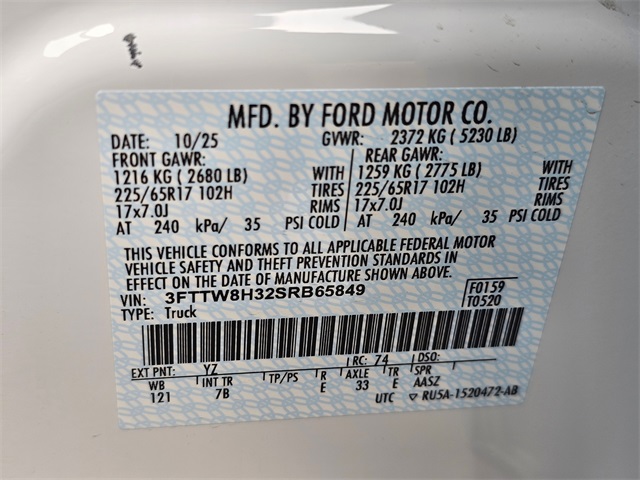 MFD. BY FORD MOTOR CO.
DATE: 10/25 GVWR: 2372 KG ( 5230 LB)
FRONT GAWR: REAR GAWR:
1216 KG ( 2680 LB) WITH 1259 KG ( 2775 LB) WITH
225/65R17 102H TIRES 225/65R17 102H TIRES
17x7.0J RIMS 17x7.0J RIMS
AT 240 kPa/ 35 PSI COLD AT 240 kPa/ 35 PSI COLD
THIS VEHICLE CONFORMS TO ALL APPLICABLE FEDERAL MOTOR
VEHICLE SAFETY AND THEFT PREVENTION STANDARDS IN
EFFECT ON THE DATE OF MANUFACTURE SHOWN ABOVE.
VIN: 3FTTW8H32SRB65849 F0159
TYPE: Truck T0520
EXT PNT: YZ RC: 74 DSO:
WB INT TR TP/PS R AXLE TR SPR
121 7B E 33 E AASZ
UTC ▽ RU5A-1520472-AB